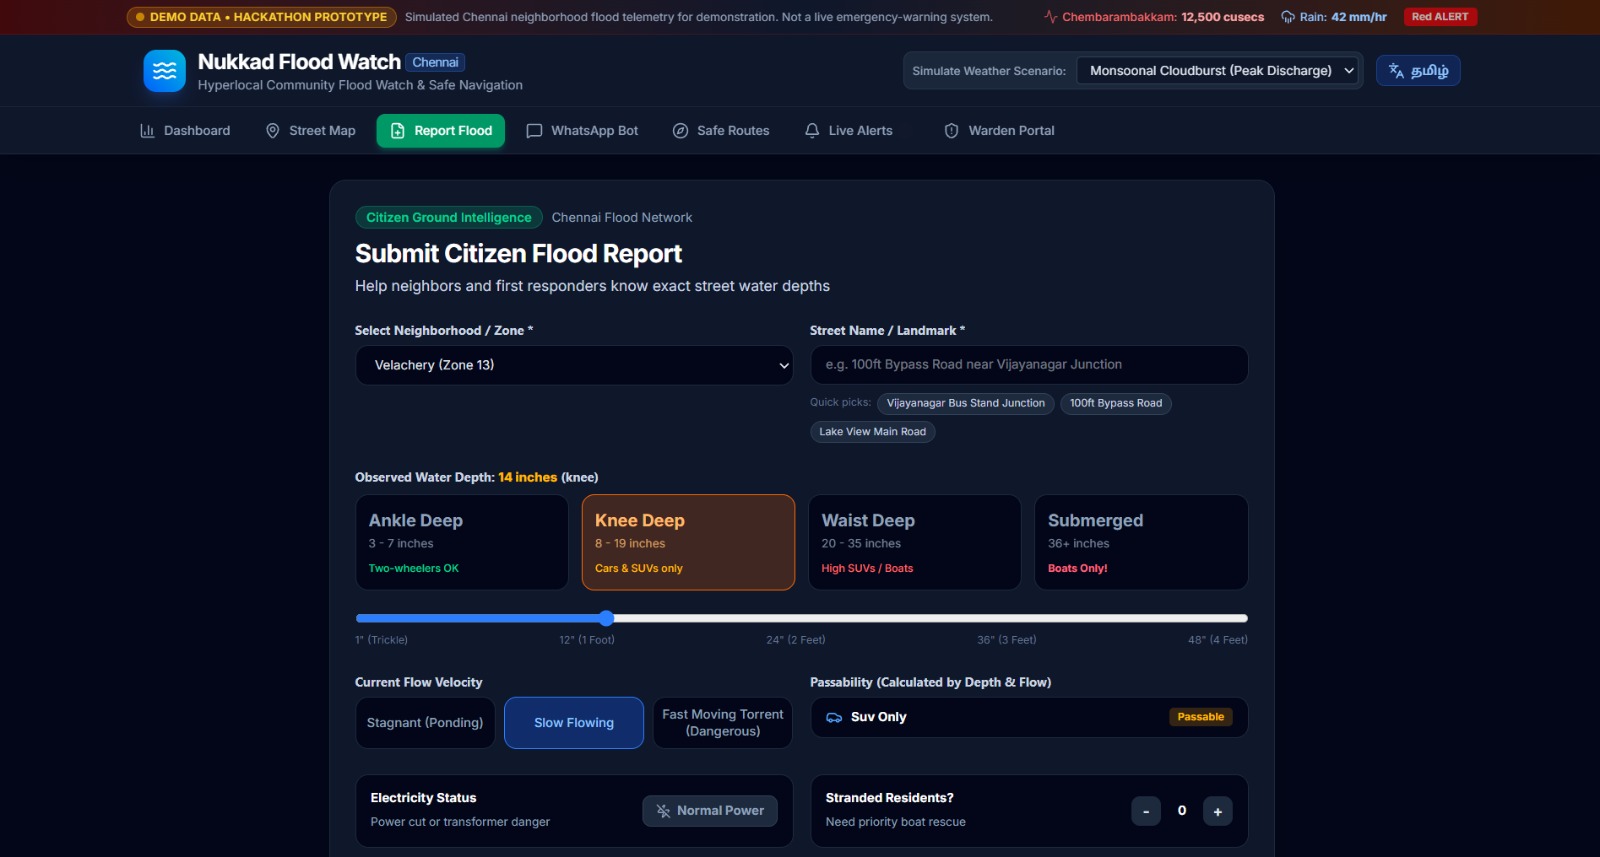 DEMO DATA • HACKATHON PROTOTYPE Simulated Chennai neighborhood flood telemetry for demonstration. Not a live emergency-warning system. Chembarambakkam: 12,500 cusecs Rain: 42 mm/hr Red ALERT
Nukkad Flood Watch Chennai
Hyperlocal Community Flood Watch & Safe Navigation
Simulate Weather Scenario: Monsoonal Cloudburst (Peak Discharge) தமிழ்
Dashboard Street Map Report Flood WhatsApp Bot Safe Routes Live Alerts Warden Portal
Citizen Ground Intelligence Chennai Flood Network
Submit Citizen Flood Report
Help neighbors and first responders know exact street water depths
Select Neighborhood / Zone *
Velachery (Zone 13)
Street Name / Landmark *
e.g. 100ft Bypass Road near Vijayanagar Junction
Quick picks: Vijayanagar Bus Stand Junction 100ft Bypass Road
Lake View Main Road
Observed Water Depth: 14 inches (knee)
Ankle Deep
3 - 7 inches
Two-wheelers OK
Knee Deep
8 - 19 inches
Cars & SUVs only
Waist Deep
20 - 35 inches
High SUVs / Boats
Submerged
36+ inches
Boats Only!
1" (Trickle) 12" (1 Foot) 24" (2 Feet) 36" (3 Feet) 48" (4 Feet)
Current Flow Velocity
Stagnant (Ponding)
Slow Flowing
Fast Moving Torrent
(Dangerous)
Passability (Calculated by Depth & Flow)
Suv Only Passable
Electricity Status
Power cut or transformer danger
Normal Power
Stranded Residents?
Need priority boat rescue
- 0 +